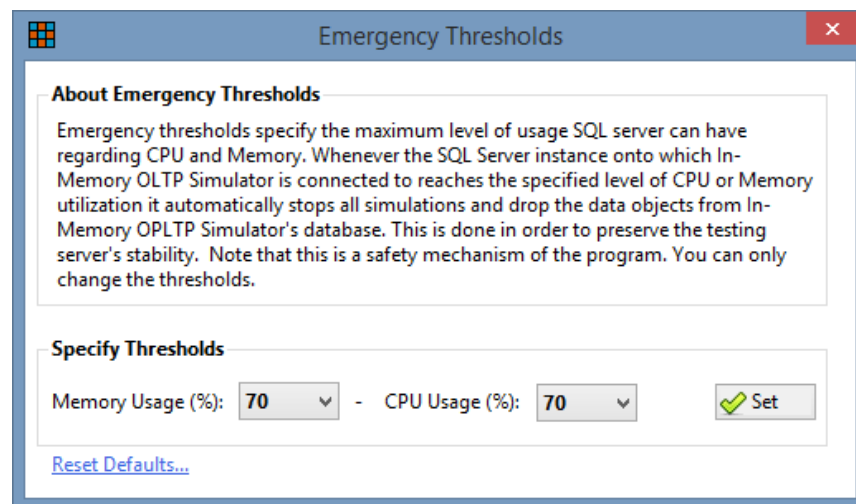 Emergency Thresholds
About Emergency Thresholds
Emergency thresholds specify the maximum level of usage SQL server can have
regarding CPU and Memory. Whenever the SQL Server instance onto which In-
Memory OLTP Simulator is connected to reaches the specified level of CPU or Memory
utilization it automatically stops all simulations and drop the data objects from In-
Memory OPLTP Simulator's database. This is done in order to preserve the testing
server's stability.  Note that this is a safety mechanism of the program. You can only
change the thresholds.
Specify Thresholds
Memory Usage (%): 70 - CPU Usage (%): 70 Set
Reset Defaults...